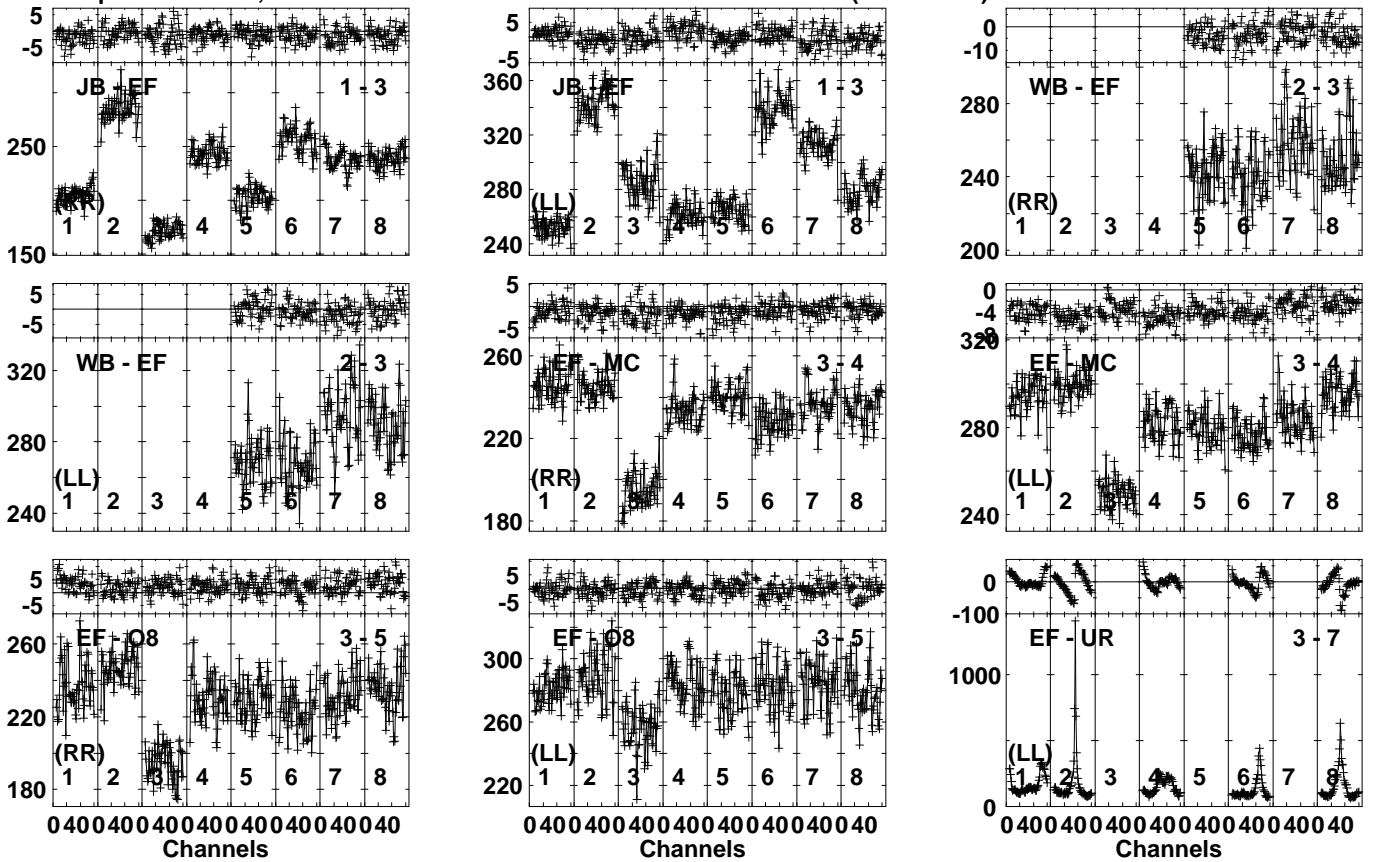 5
-5
JB - EF 1 - 3
250
(RR)
1 2 3 4 5 6 7 8
150
5
-5
360
JB - EF 1 - 3
320
280
(LL)
1 2 3 4 5 6 7 8
240
0
-10
WB - EF 2 - 3
280
240
(RR)
1 2 3 4 5 6 7 8
200
5
-5
WB - EF 2 - 3
320
280
(LL)
1 2 3 4 5 6 7 8
240
5
-5
260
EF - MC 3 - 4
220
(RR)
1 2 3 4 5 6 7 8
180
0
-4
-8
320
EF - MC 3 - 4
280
(LL)
1 2 3 4 5 6 7 8
240
5
-5
EF - O8 3 - 5
260
220
(RR)
1 2 3 4 5 6 7 8
180
0 40 0 40 0 40 0 40 0 40 0 40 0 40 0 40
Channels
5
-5
EF - O8 3 - 5
300
260
(LL)
1 2 3 4 5 6 7 8
220
0 40 0 40 0 40 0 40 0 40 0 40 0 40 0 40
Channels
0
-100
EF - UR 3 - 7
1000
(LL)
1 2 3 4 5 6 7 8
0
0 40 0 40 0 40 0 40 0 40 0 40 0 40 0 40
Channels